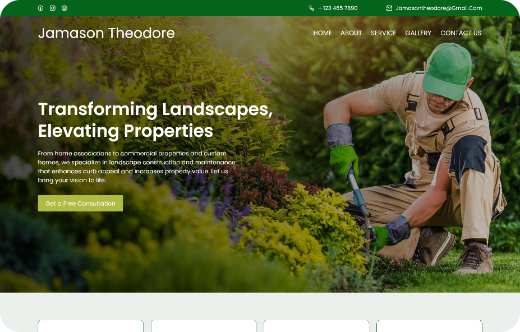 + 123 455 7890
Jamasontheodore@Gmail.Com
Jamason Theodore
HOME ABOUT SERVICE GALLERY CONTACT US
Transforming Landscapes,
Elevating Properties
From home associations to commercial properties and custom
homes, we specialize in landscape construction and maintenance
that enhances curb appeal and increases property value. Let us
bring your vision to life.
Get a Free Consultation